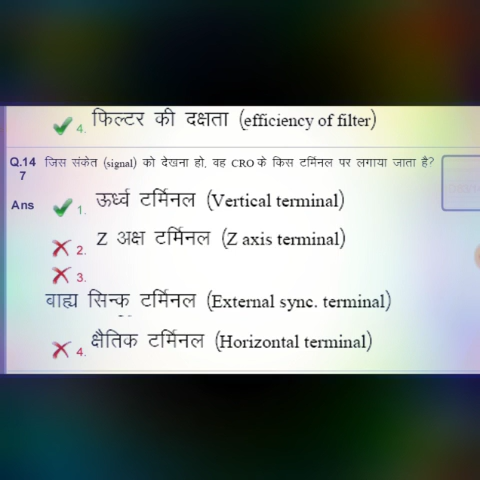 4. फिल्टर की दक्षता (efficiency of filter)
Q.14 जिस संकेत (signal) को देखना हो, वह CRO के किस टर्मिनल पर लगाया जाता है?
7
Ans 1. ऊर्ध्व टर्मिनल (Vertical terminal)
2. Z अक्ष टर्मिनल (Z axis terminal)
3.
बाह्य सिन्क टर्मिनल (External sync. terminal)
4. क्षैतिक टर्मिनल (Horizontal terminal)